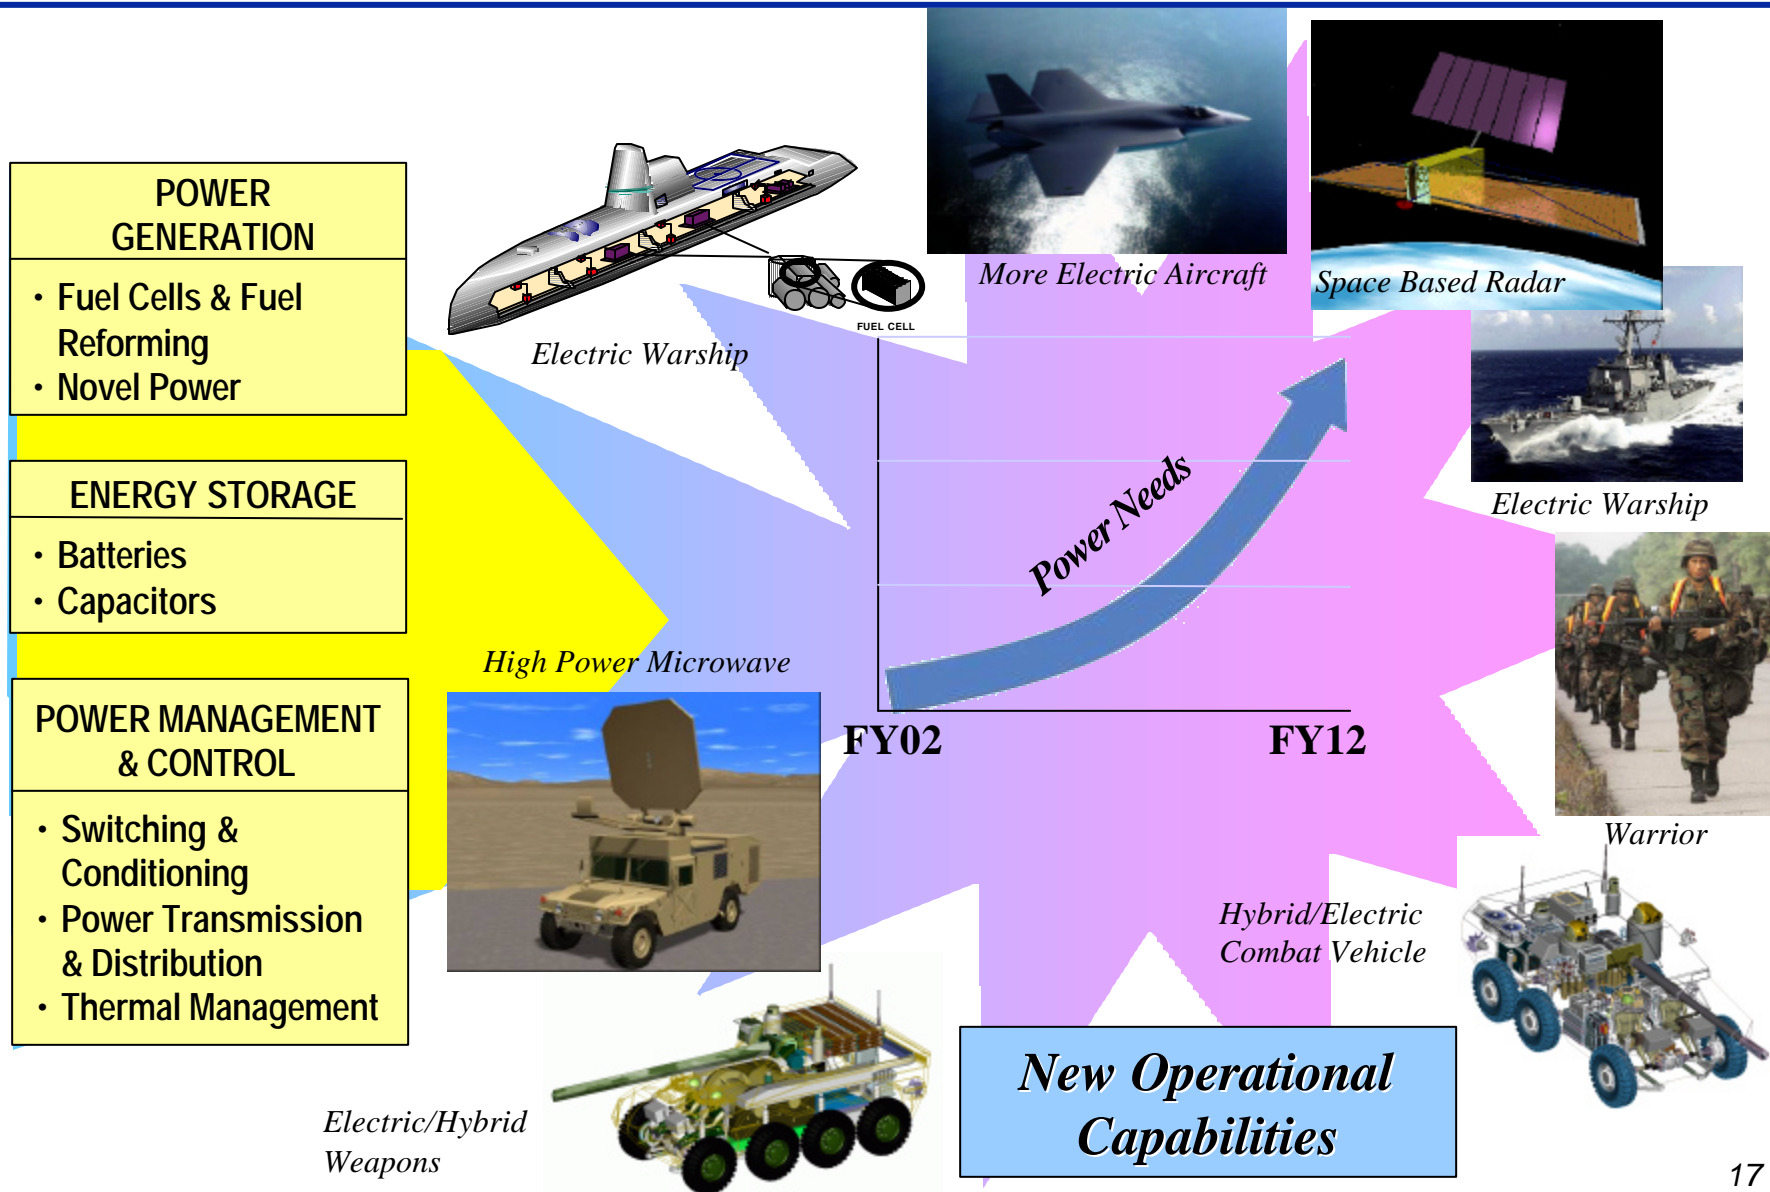 POWER
GENERATION
• Fuel Cells & Fuel
Reforming
• Novel Power
ENERGY STORAGE
• Batteries
• Capacitors
POWER MANAGEMENT
& CONTROL
• Switching &
Conditioning
• Power Transmission
& Distribution
• Thermal Management
FUEL CELL
Electric Warship
More Electric Aircraft
Space Based Radar
Electric Warship
Power Needs
FY02
FY12
High Power Microwave
Warrior
Hybrid/Electric
Combat Vehicle
Electric/Hybrid
Weapons
New Operational
Capabilities
17